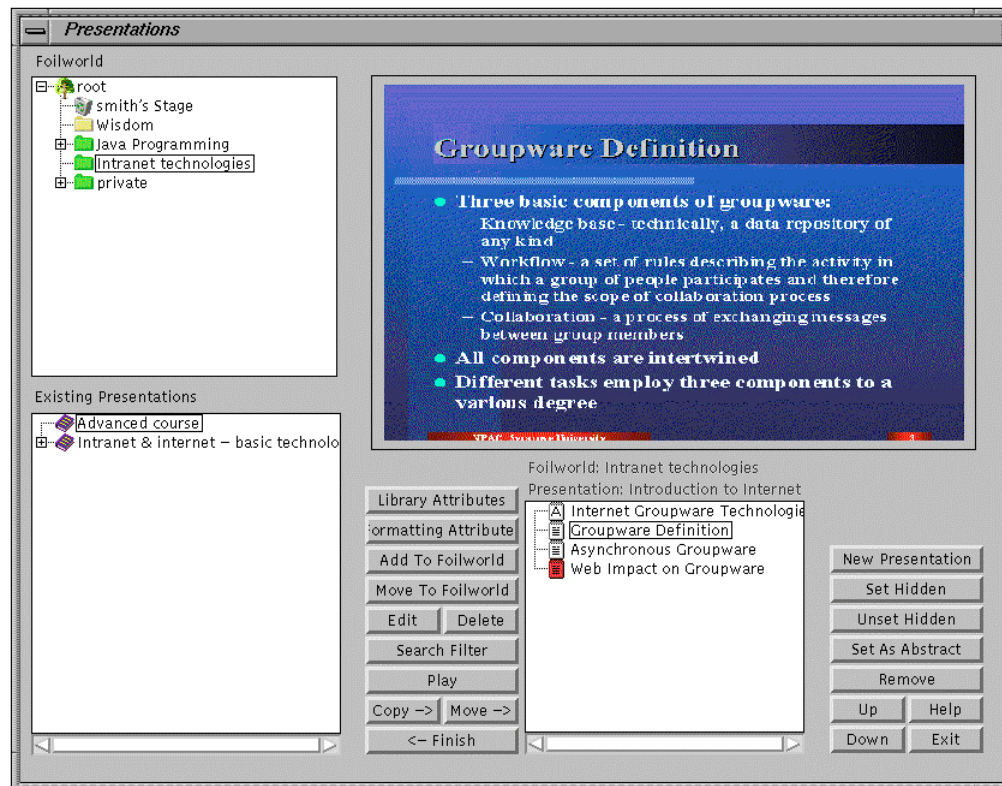 Presentations
Foilworld
root
smith's Stage
Wisdom
Java Programming
Intranet technologies
private
Groupware Definition
Three basic components of groupware:
Knowledge base - technically, a data repository of
any kind
– Workflow - a set of rules describing the activity in
which a group of people participates and therefore
defining the scope of collaboration process
– Collaboration - a process of exchanging messages
between group members
All components are intertwined
Different tasks employ three components to a
various degree
NPAC Syracuse University
Existing Presentations
Advanced course
Intranet & internet – basic technolo
Foilworld: Intranet technologies
Presentation: Introduction to Internet
Internet Groupware Technologie
Groupware Definition
Asynchronous Groupware
Web Impact on Groupware
Library Attributes
ormatting Attribute
Add To Foilworld
Move To Foilworld
Edit Delete
Search Filter
Play
Copy –> Move –>
<– Finish
New Presentation
Set Hidden
Unset Hidden
Set As Abstract
Remove
Up Help
Down Exit